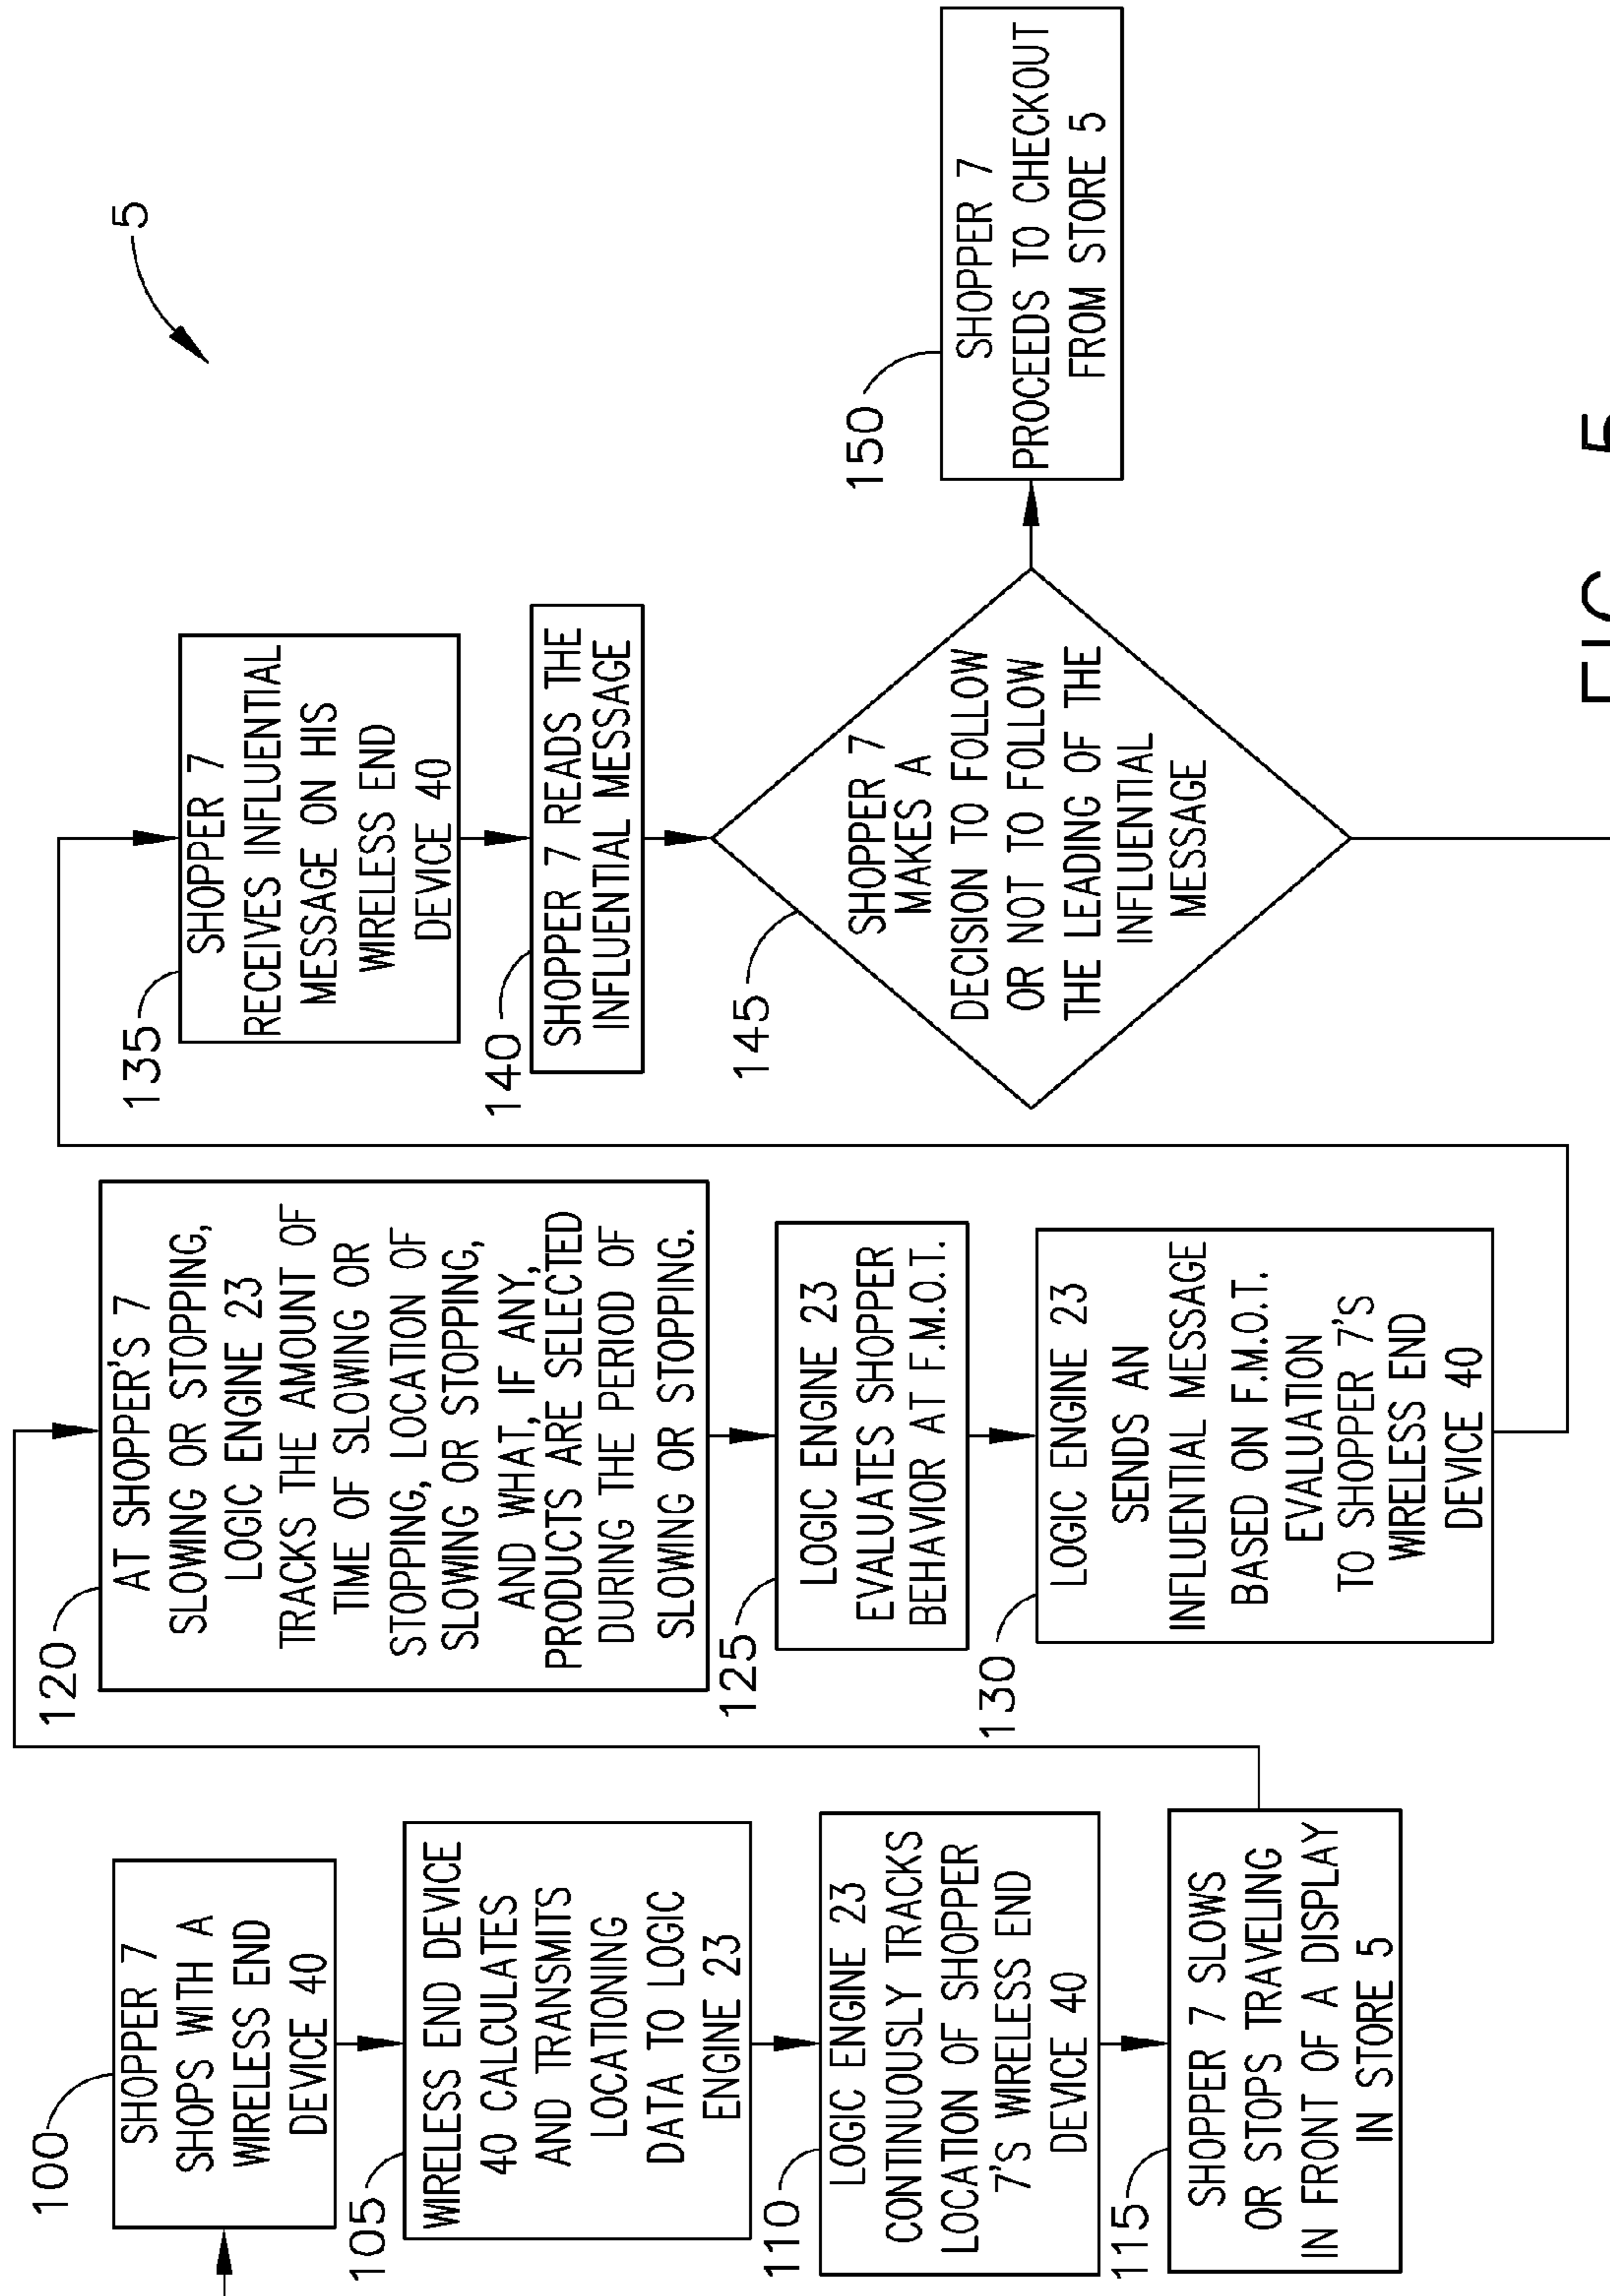 100
SHOPPER 7
SHOPS WITH A
WIRELESS END
DEVICE 40
105
WIRELESS END DEVICE
40 CALCULATES
AND TRANSMITS
LOCATIONING
DATA TO LOGIC
ENGINE 23
110
LOGIC ENGINE 23
CONTINUOUSLY TRACKS
LOCATION OF SHOPPER
7'S WIRELESS END
DEVICE 40
115
SHOPPER 7 SLOWS
OR STOPS TRAVELING
IN FRONT OF A DISPLAY
IN STORE 5
120
AT SHOPPER'S 7
SLOWING OR STOPPING,
LOGIC ENGINE 23
TRACKS THE AMOUNT OF
TIME OF SLOWING OR
STOPPING, LOCATION OF
SLOWING OR STOPPING,
AND WHAT, IF ANY,
PRODUCTS ARE SELECTED
DURING THE PERIOD OF
SLOWING OR STOPPING.
125
LOGIC ENGINE 23
EVALUATES SHOPPER
BEHAVIOR AT F.M.O.T.
130
LOGIC ENGINE 23
SENDS AN
INFLUENTIAL MESSAGE
BASED ON F.M.O.T.
EVALUATION
TO SHOPPER 7'S
WIRELESS END
DEVICE 40
135
SHOPPER 7
RECEIVES INFLUENTIAL
MESSAGE ON HIS
WIRELESS END
DEVICE 40
140
SHOPPER 7 READS THE
INFLUENTIAL MESSAGE
145
SHOPPER 7
MAKES A
DECISION TO FOLLOW
OR NOT TO FOLLOW
THE LEADING OF THE
INFLUENTIAL
MESSAGE
150
SHOPPER 7
PROCEEDS TO CHECKOUT
FROM STORE 5
5